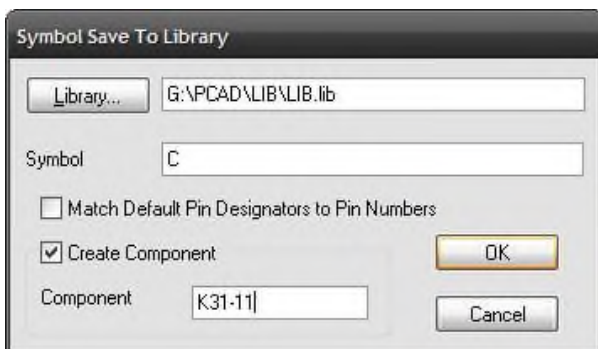 Symbol Save To Library
Library... G:\PCAD\LIB\LIB.lib
Symbol C
Match Default Pin Designators to Pin Numbers
Create Component OK
Component K31-11 Cancel